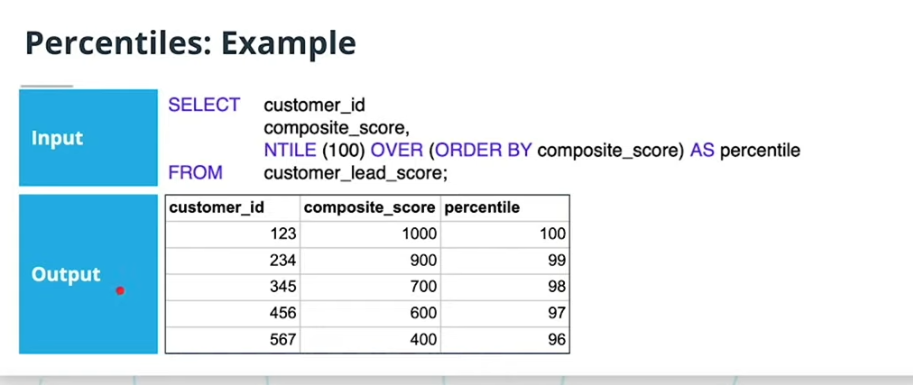 Percentiles: Example
Input
SELECT customer_id
composite_score,
NTILE (100) OVER (ORDER BY composite_score) AS percentile
FROM customer_lead_score;
Output
customer_id composite_score percentile
123 1000 100
234 900 99
345 700 98
456 600 97
567 400 96